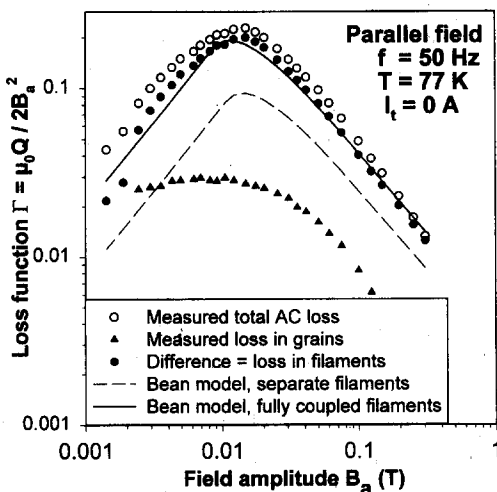 Parallel field
f = 50 Hz
T = 77 K
I_t = 0 A
Loss function Γ = μ₀Q / 2Bₐ²
0.1
0.01
0.001
Measured total AC loss
Measured loss in grains
Difference = loss in filaments
Bean model, separate filaments
Bean model, fully coupled filaments
0.001 0.01 0.1 1
Field amplitude Bₐ (T)